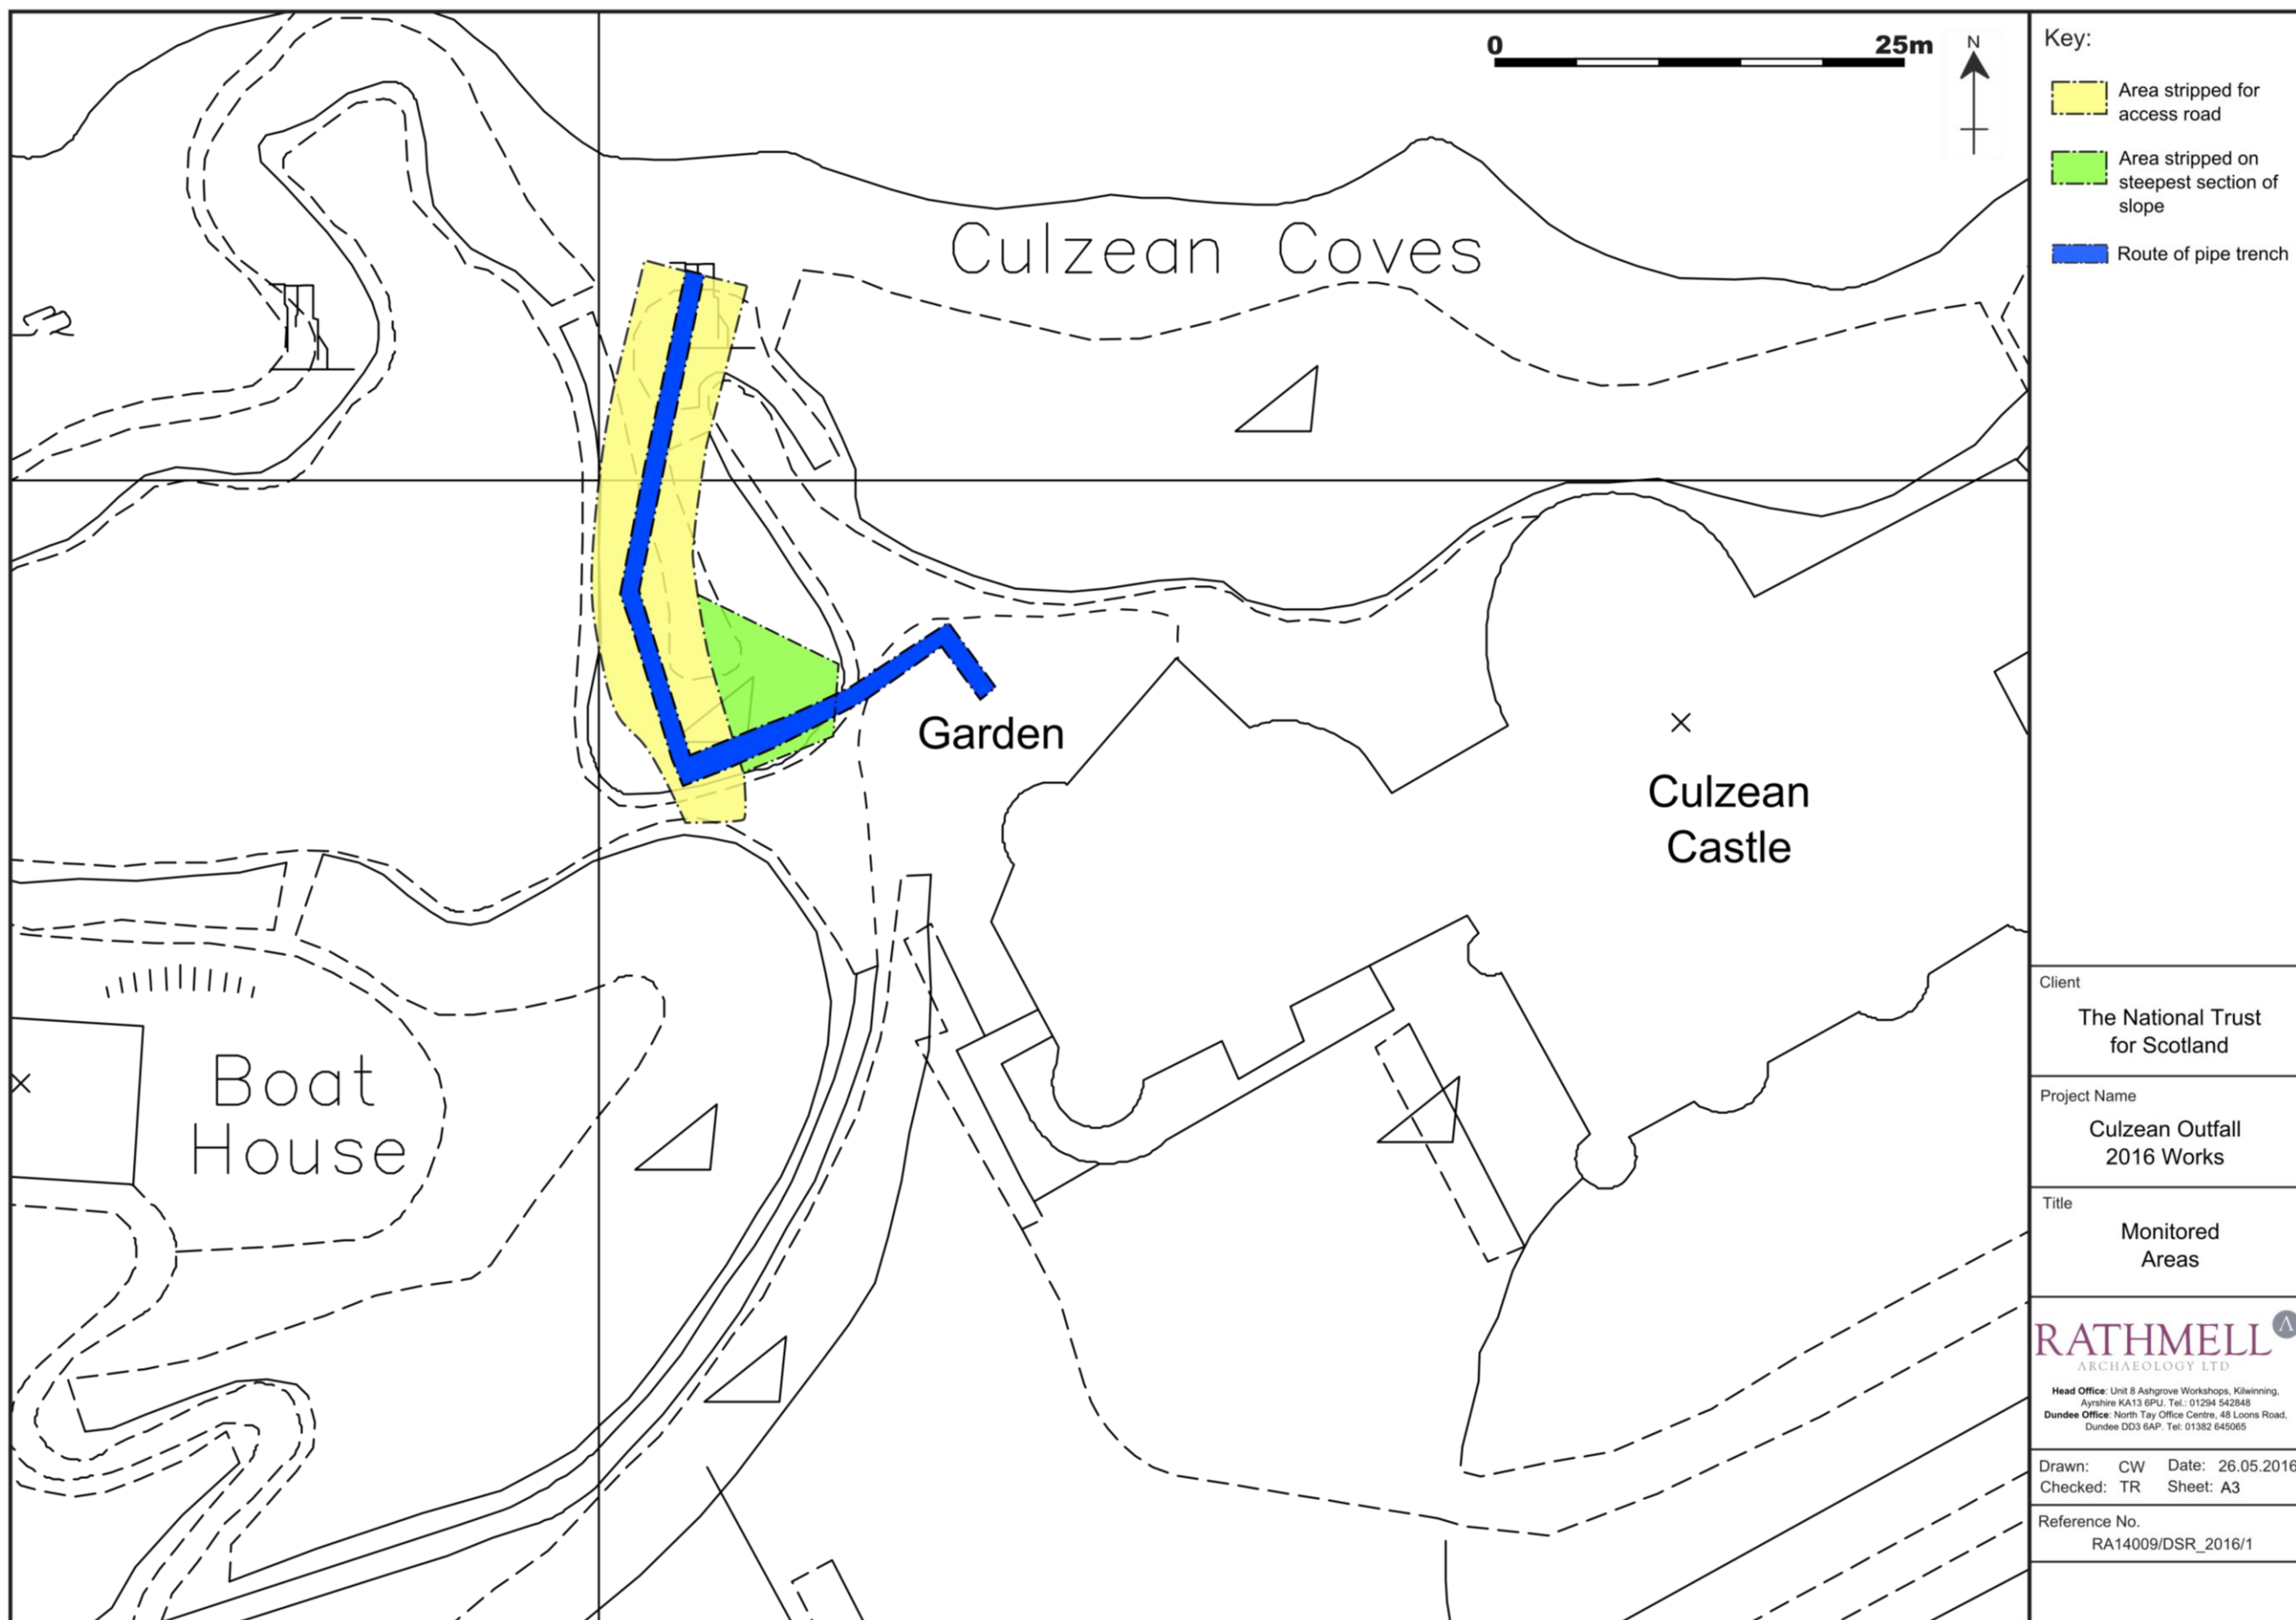 0 25m
N
Culzean Coves
Garden
Culzean
Castle
Boat
House
Key:
Area stripped for
access road
Area stripped on
steepest section of
slope
Route of pipe trench
Client
The National Trust
for Scotland
Project Name
Culzean Outfall
2016 Works
Title
Monitored
Areas
RATHMELL
ARCHAEOLOGY LTD
Head Office: Unit 8 Ashgrove Workshops, Kilwinning,
Ayrshire KA13 6PU. Tel.: 01294 542848
Dundee Office: North Tay Office Centre, 48 Loons Road,
Dundee DD3 6AP. Tel: 01382 645065
Drawn: CW Date: 26.05.2016
Checked: TR Sheet: A3
Reference No.
RA14009/DSR_2016/1